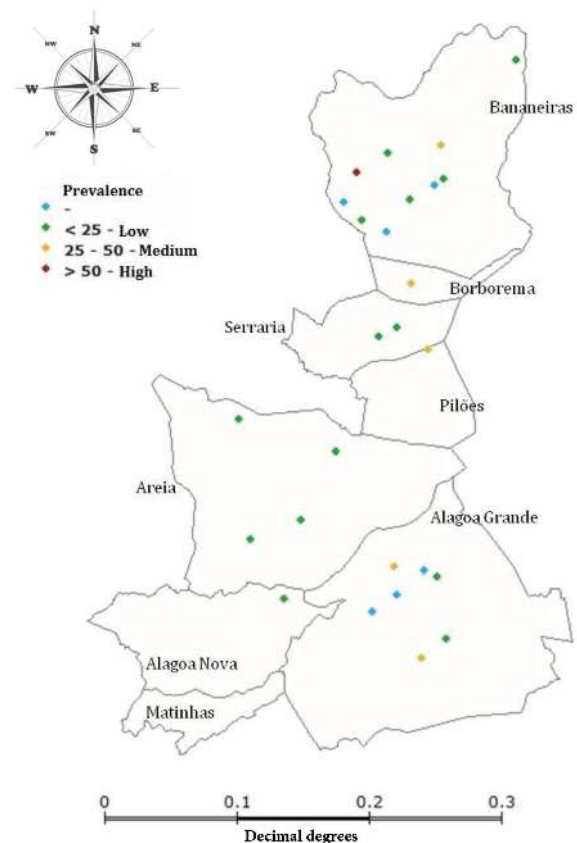 N
NW
NE
W
E
SW
SE
S
Prevalence
-
< 25 - Low
25 - 50 - Medium
> 50 - High
Bananeiras
Borborema
Serraria
Pilões
Areia
Alagoa Grande
Alagoa Nova
Matinhas
0 0.1 0.2 0.3
Decimal degrees